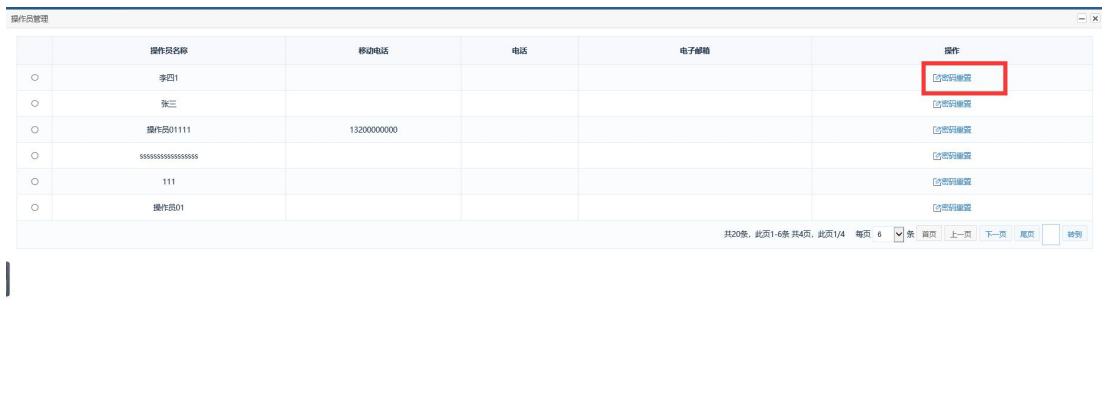 操作员管理
操作员名称 移动电话 电话 电子邮箱 操作
李四1 密码重置
张三 密码重置
操作员01111 13200000000 密码重置
sssssssssssssssss 密码重置
111 密码重置
操作员01 密码重置
共20条, 此页1-6条 共4页, 此页1/4 每页 6 条 首页 上一页 下一页 尾页 转到